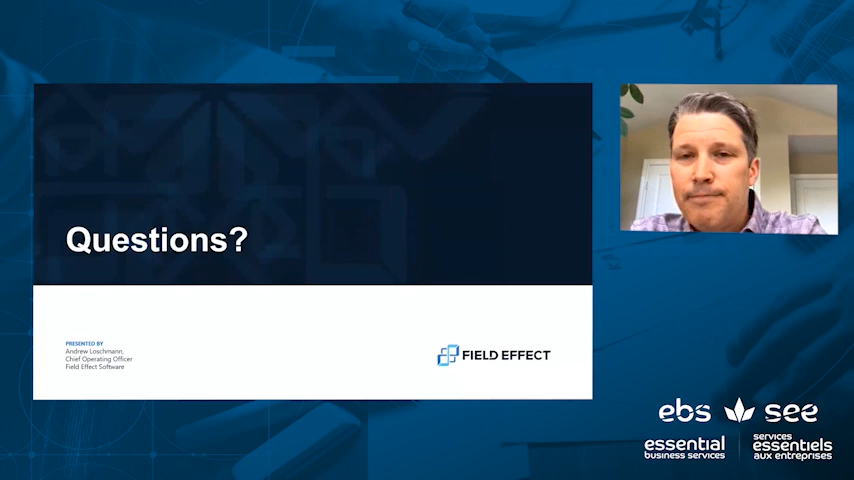 Questions?
PRESENTED BY
Andrew Loschmann,
Chief Operating Officer
Field Effect Software
FIELD EFFECT
ebs see
essential
business services
services
essentiels
aux entreprises